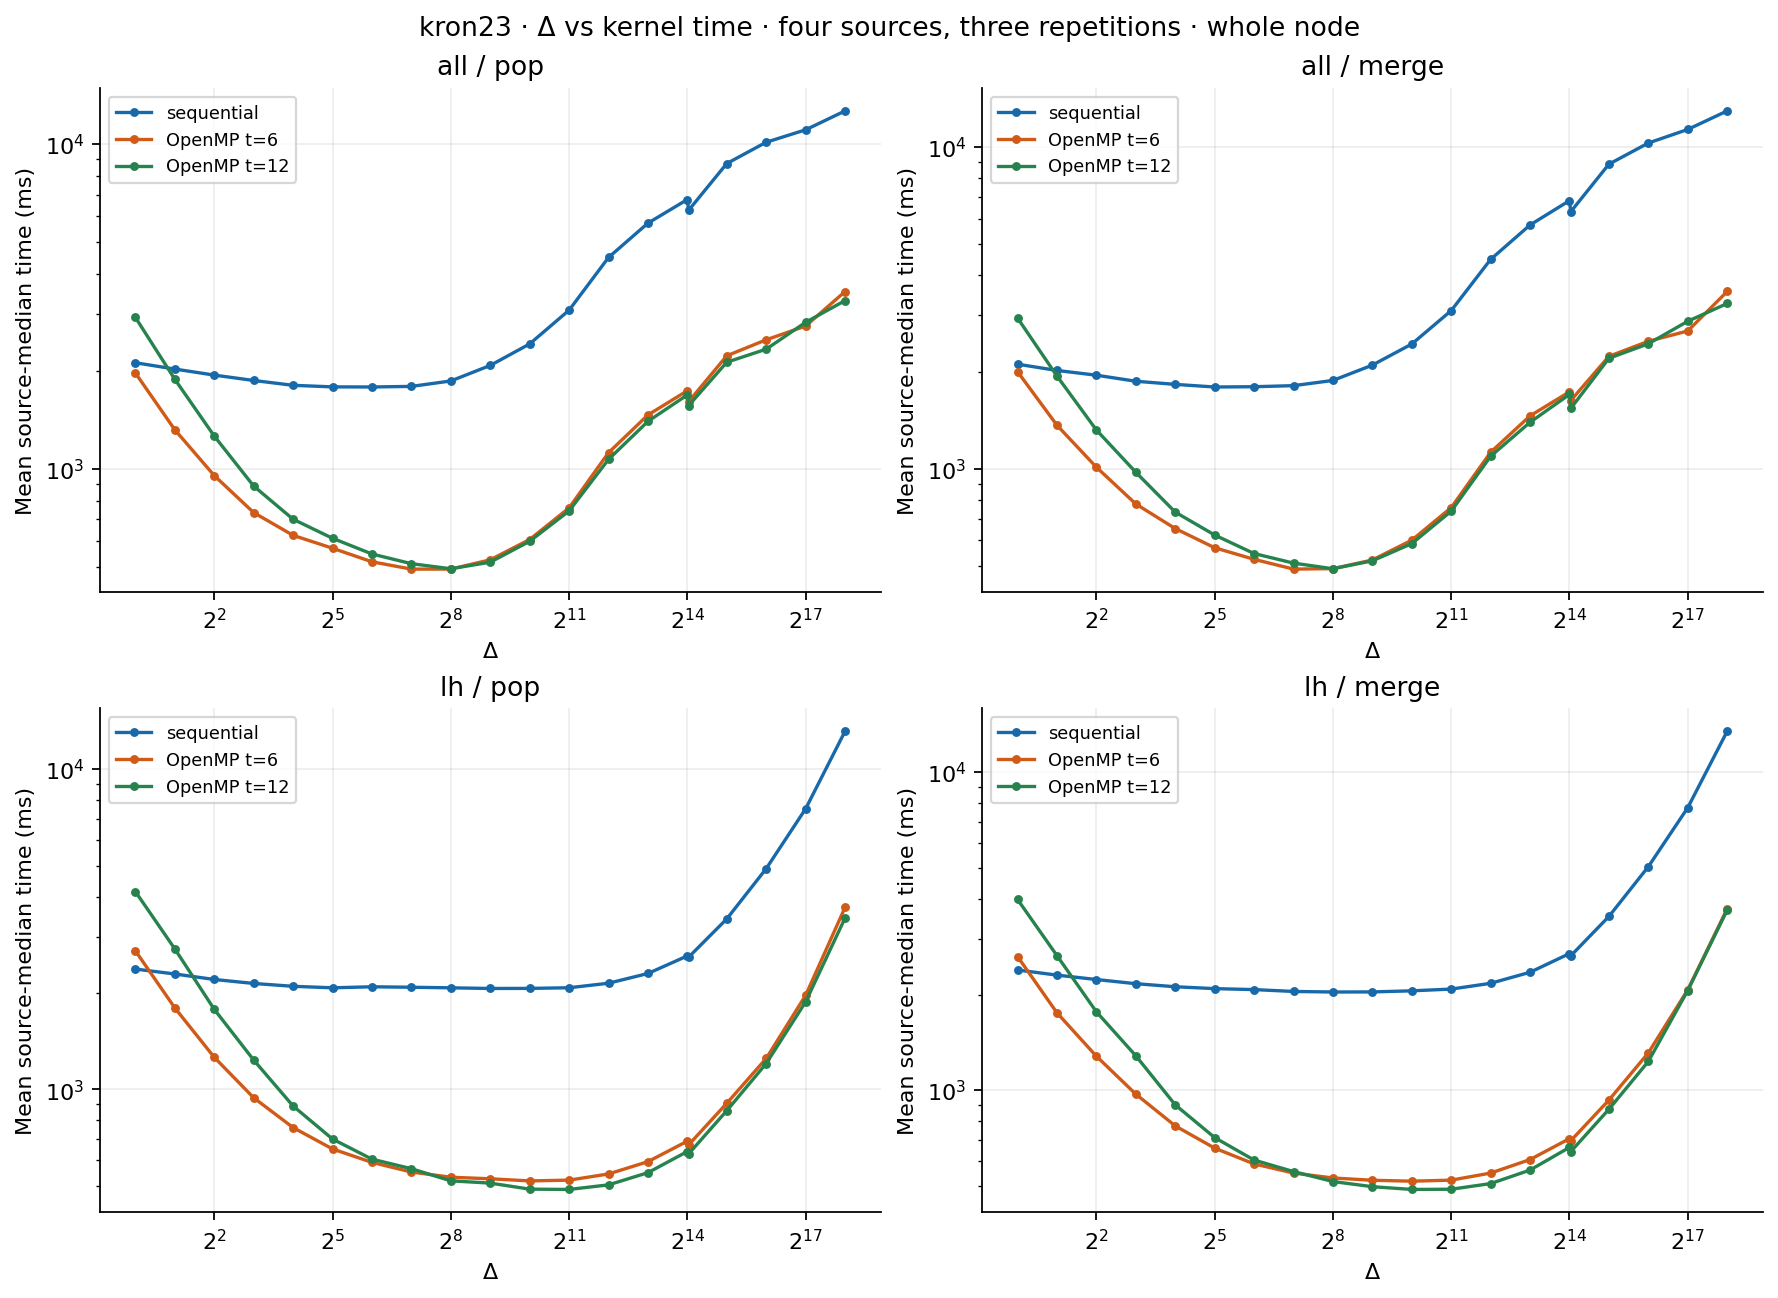 kron23 · Δ vs kernel time · four sources, three repetitions · whole node
all / pop
sequential
OpenMP t=6
OpenMP t=12
Mean source-median time (ms)
10⁴
10³
2² 2⁵ 2⁸ 2¹¹ 2¹⁴ 2¹⁷
Δ
all / merge
sequential
OpenMP t=6
OpenMP t=12
Mean source-median time (ms)
10⁴
10³
2² 2⁵ 2⁸ 2¹¹ 2¹⁴ 2¹⁷
Δ
lh / pop
sequential
OpenMP t=6
OpenMP t=12
Mean source-median time (ms)
10⁴
10³
2² 2⁵ 2⁸ 2¹¹ 2¹⁴ 2¹⁷
Δ
lh / merge
sequential
OpenMP t=6
OpenMP t=12
Mean source-median time (ms)
10⁴
10³
2² 2⁵ 2⁸ 2¹¹ 2¹⁴ 2¹⁷
Δ